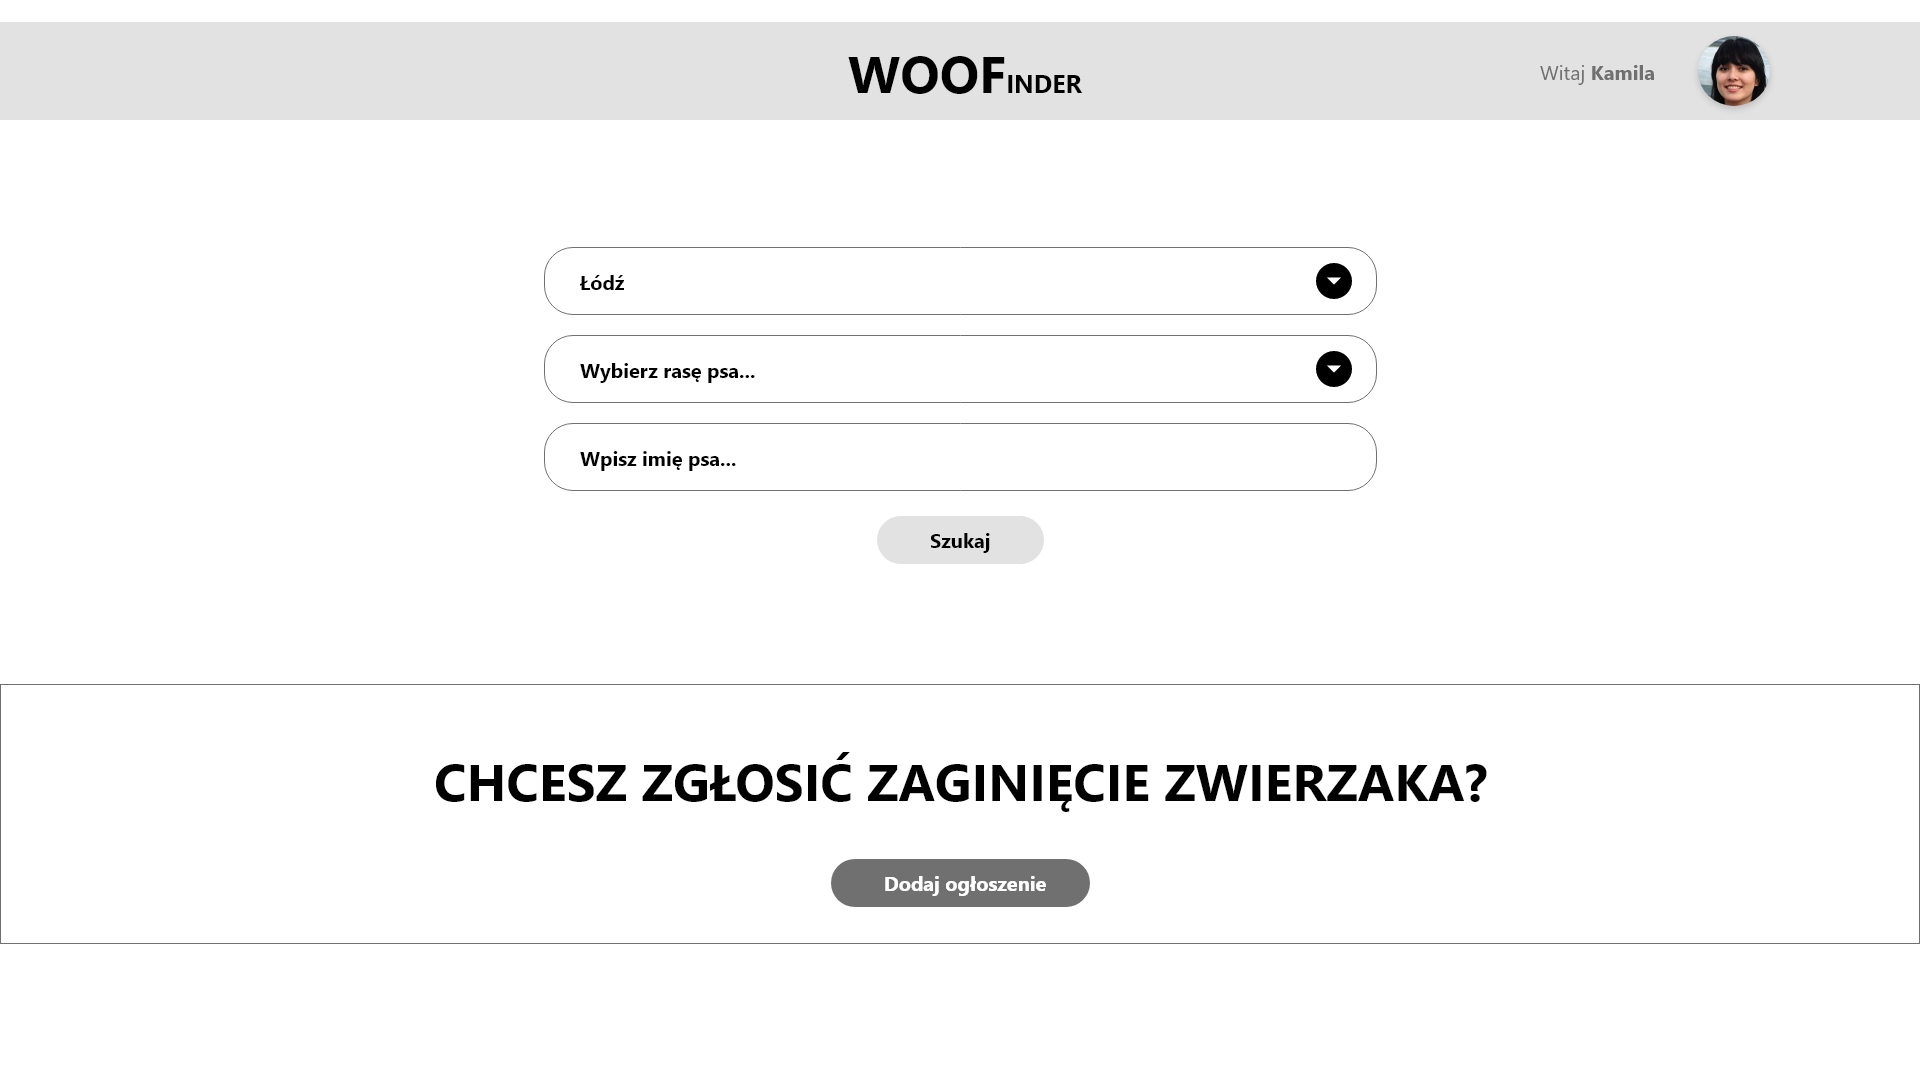 WOOFINDER
Witaj Kamila
Łódź
Wybierz rasę psa...
Wpisz imię psa...
Szukaj
CHCESZ ZGŁOSIĆ ZAGINIĘCIE ZWIERZAKA?
Dodaj ogłoszenie